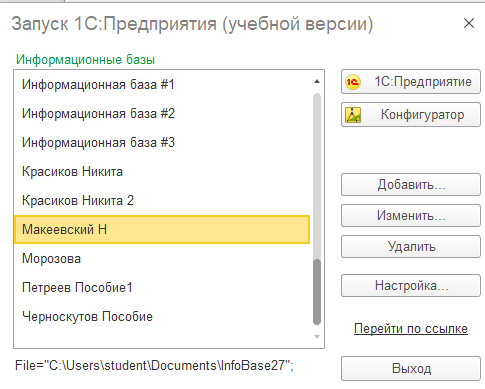 Запуск 1С:Предприятия (учебной версии)
Информационные базы
Информационная база #1
Информационная база #2
Информационная база #3
Красиков Никита
Красиков Никита 2
Макеевский Н
Морозова
Петреев Пособие1
Черноскутов Пособие
1С:Предприятие
Конфигуратор
Добавить...
Изменить...
Удалить
Настройка...
Перейти по ссылке
Выход
File="C:\Users\student\Documents\InfoBase27";